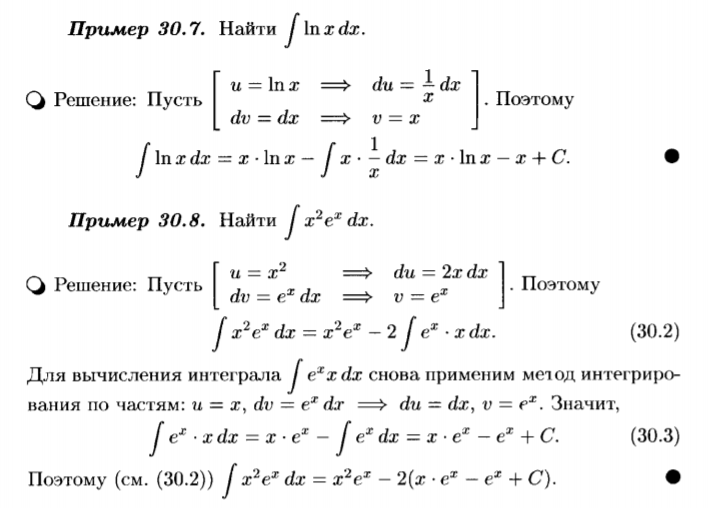 Пример 30.7. Найти ∫ ln x dx.
Решение: Пусть [ u = ln x ⟹ du = 1/x dx
dv = dx ⟹ v = x ]. Поэтому
∫ ln x dx = x · ln x − ∫ x · 1/x dx = x · ln x − x + C.
Пример 30.8. Найти ∫ x²eˣ dx.
Решение: Пусть [ u = x² ⟹ du = 2x dx
dv = eˣ dx ⟹ v = eˣ ]. Поэтому
∫ x²eˣ dx = x²eˣ − 2 ∫ eˣ · x dx. (30.2)
Для вычисления интеграла ∫ eˣx dx снова применим метод интегриро-
вания по частям: u = x, dv = eˣ dx ⟹ du = dx, v = eˣ. Значит,
∫ eˣ · x dx = x · eˣ − ∫ eˣ dx = x · eˣ − eˣ + C. (30.3)
Поэтому (см. (30.2)) ∫ x²eˣ dx = x²eˣ − 2(x · eˣ − eˣ + C).